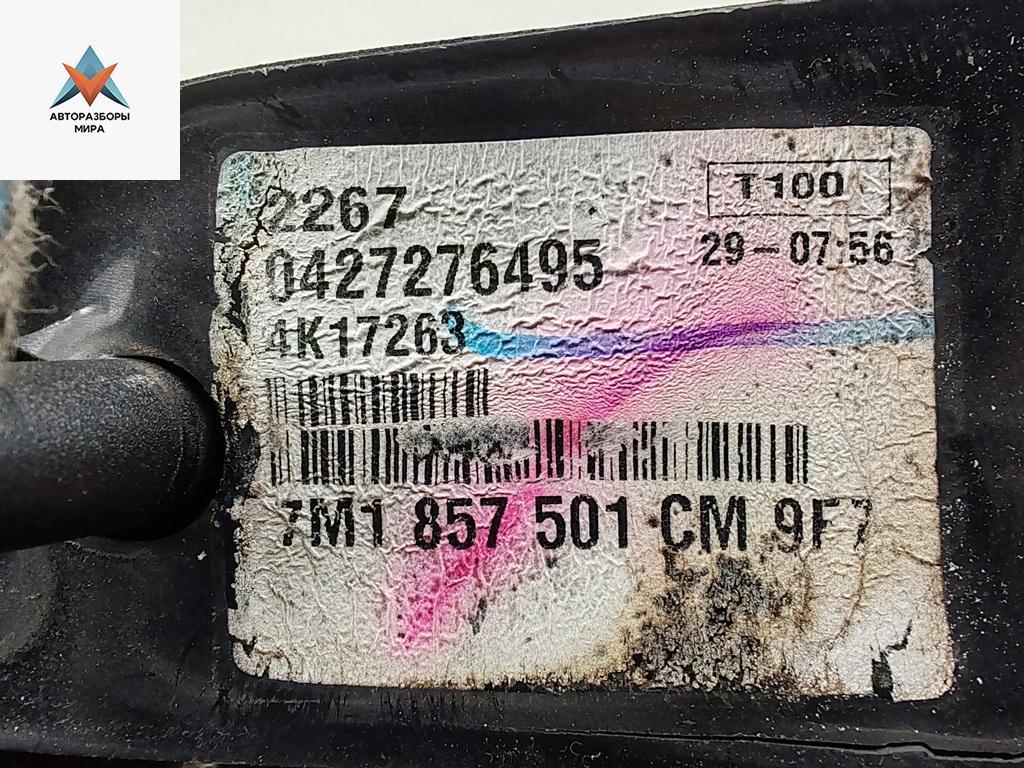 АВТОРАЗБОРЫ
МИРА
2267
T100
0427276495
29-07:56
4K17263
7M1 857 501 CM 9F7